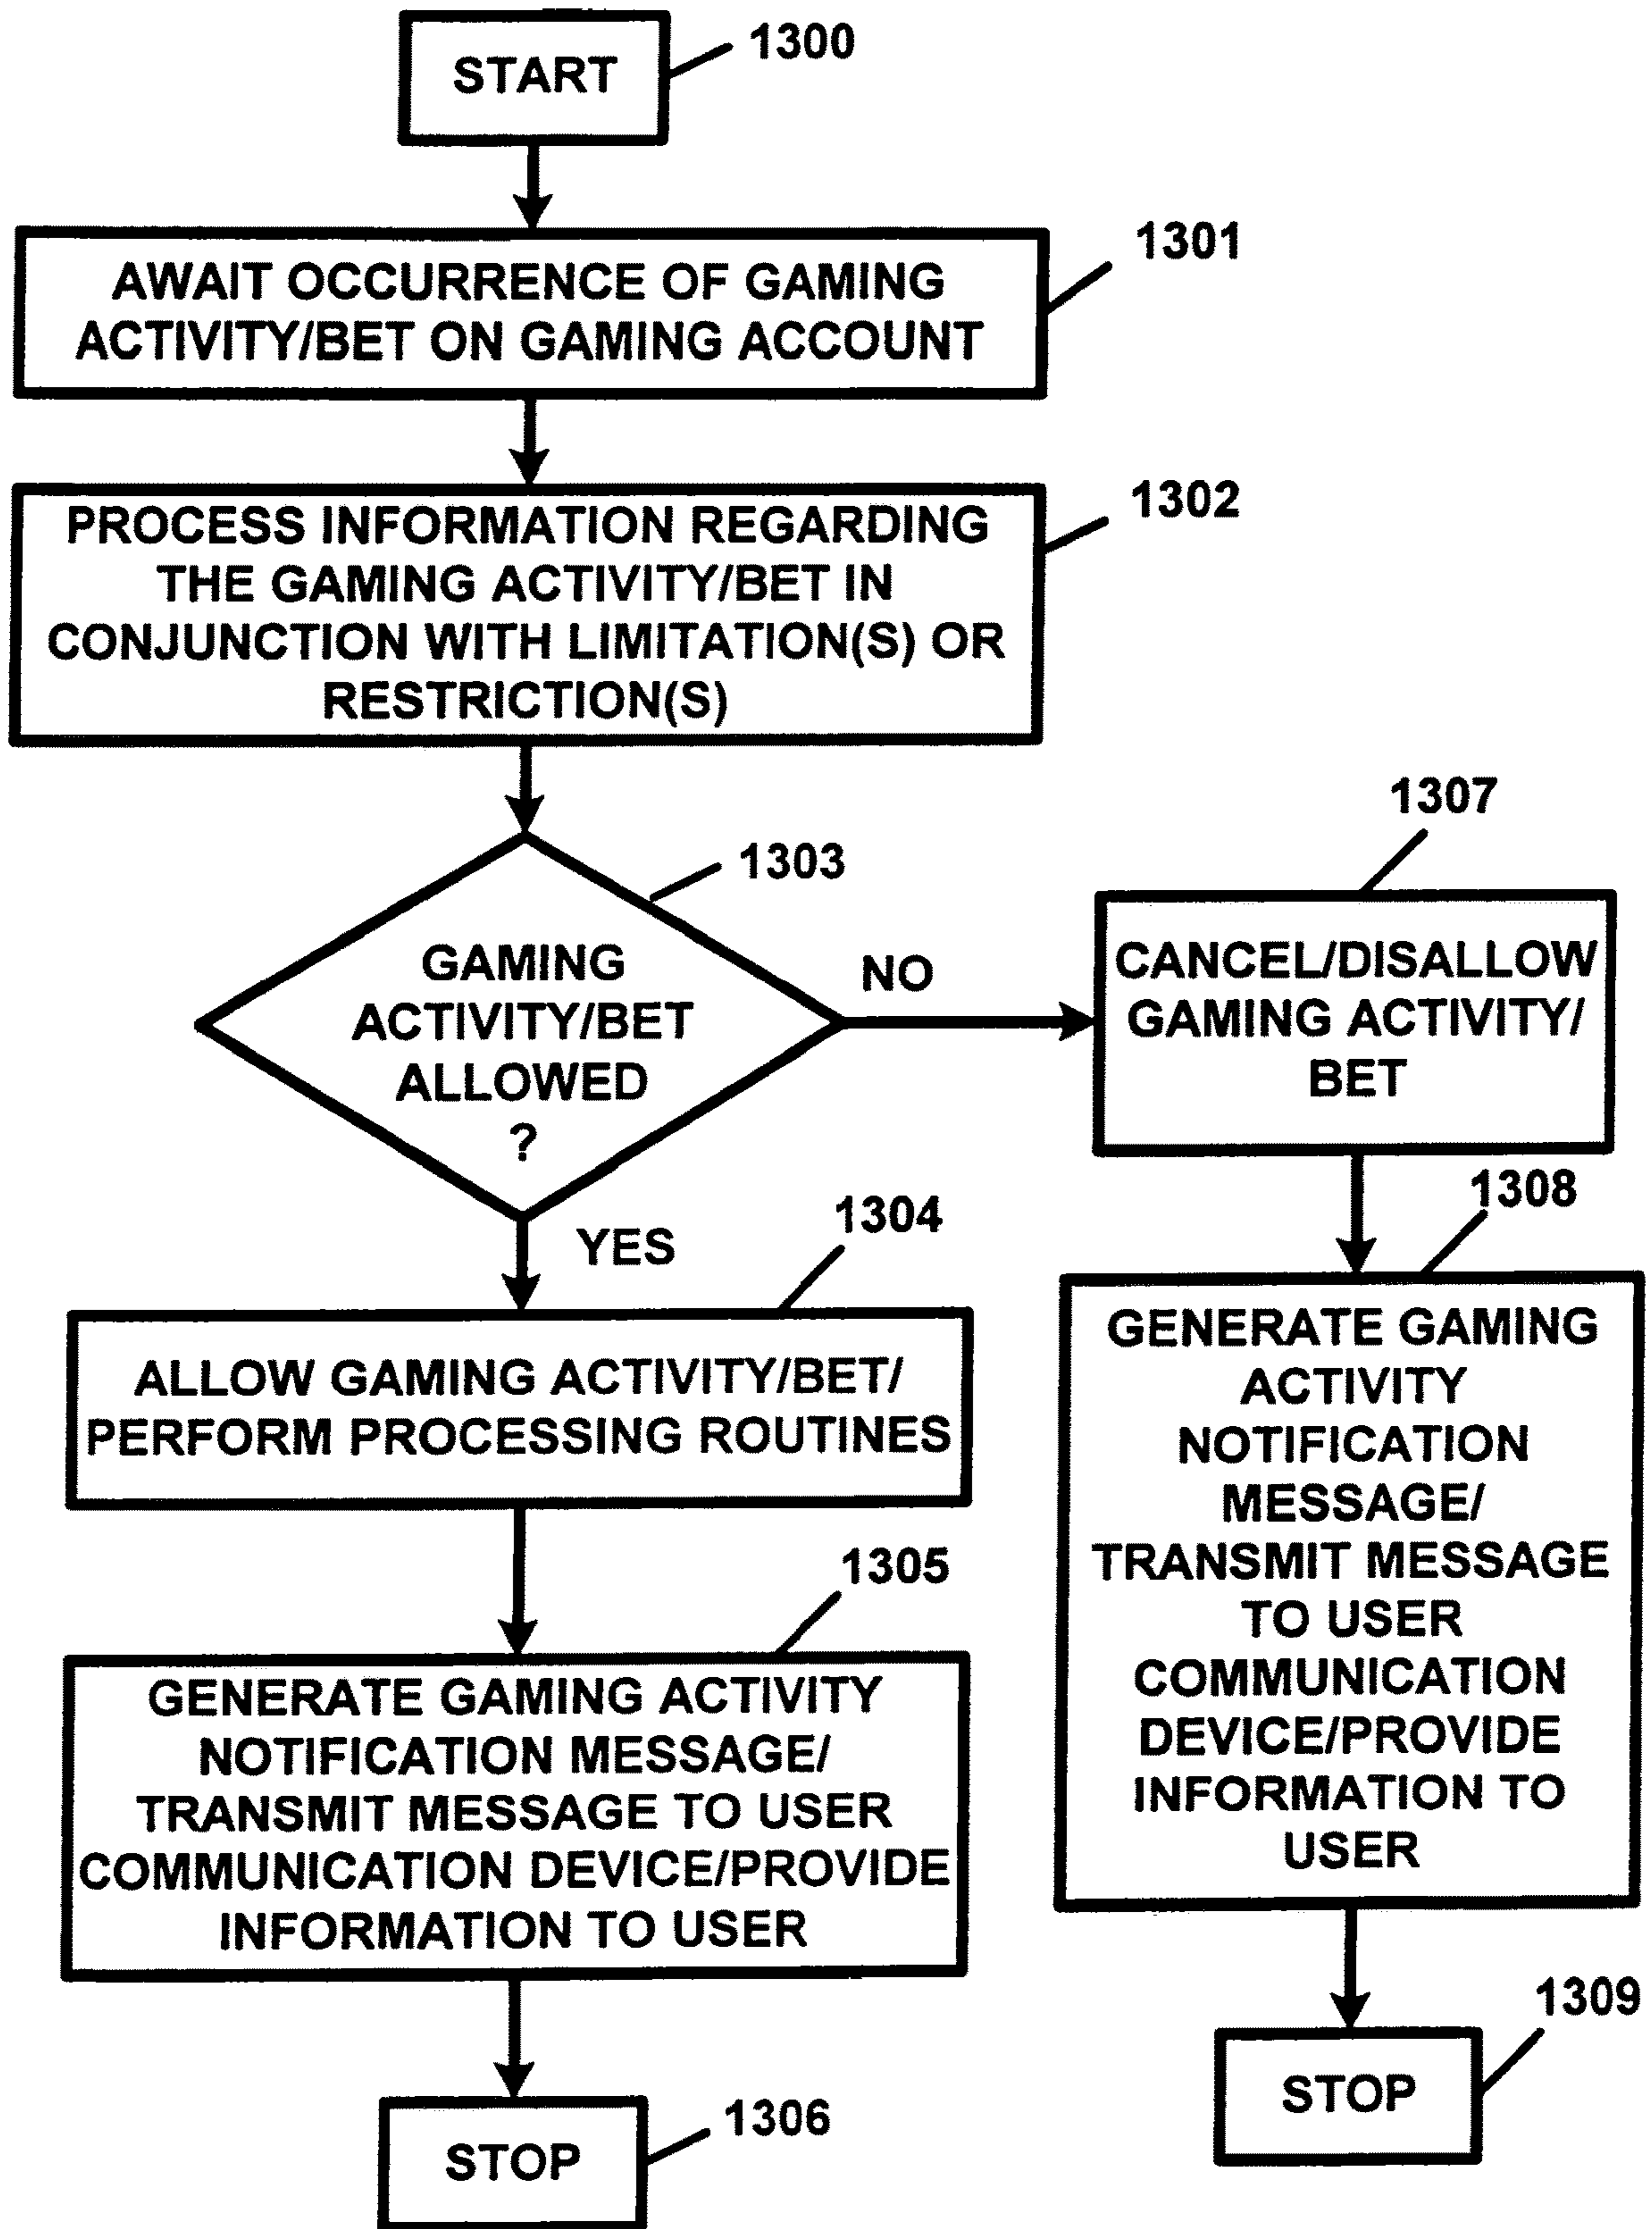 START
1300
1301
AWAIT OCCURRENCE OF GAMING
ACTIVITY/BET ON GAMING ACCOUNT
1302
PROCESS INFORMATION REGARDING
THE GAMING ACTIVITY/BET IN
CONJUNCTION WITH LIMITATION(S) OR
RESTRICTION(S)
1303
GAMING
ACTIVITY/BET
ALLOWED
?
NO
YES
1307
CANCEL/DISALLOW
GAMING ACTIVITY/
BET
1304
ALLOW GAMING ACTIVITY/BET/
PERFORM PROCESSING ROUTINES
1308
GENERATE GAMING
ACTIVITY
NOTIFICATION
MESSAGE/
TRANSMIT MESSAGE
TO USER
COMMUNICATION
DEVICE/PROVIDE
INFORMATION TO
USER
1305
GENERATE GAMING ACTIVITY
NOTIFICATION MESSAGE/
TRANSMIT MESSAGE TO USER
COMMUNICATION DEVICE/PROVIDE
INFORMATION TO USER
1309
STOP
1306
STOP